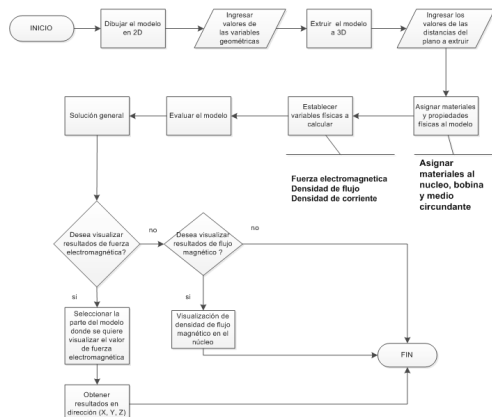 INICIO
Dibujar el modelo
en 2D
Ingresar
valores de
las variables
geométricas
Extruir el modelo
a 3D
Ingresar los
valores de las
distancias del
plano a extruir
Solución general
Evaluar el modelo
Establecer
variables físicas a
calcular
Asignar materiales
y propiedades
físicas al modelo
Fuerza electromagnetica
Densidad de flujo
Densidad de corriente
Asignar
materiales al
nucleo, bobina
y medio
circundante
Desea visualizar
resultados de fuerza
electromagnética?
no
Desea visualizar
resultados de flujo
magnético ?
no
si
si
Seleccionar la
parte del modelo
donde se quiere
visualizar el valor
de fuerza
electromagnética
Visualización de
densidad de flujo
magnético en el
núcleo
FIN
Obtener
resultados en
dirección (X, Y, Z)